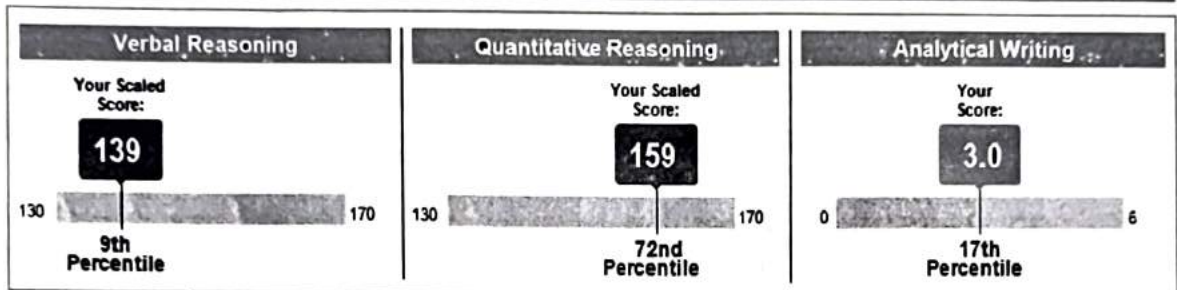 Verbal Reasoning
Your Scaled
Score:
139
130 170
9th
Percentile
Quantitative Reasoning
Your Scaled
Score:
159
130 170
72nd
Percentile
Analytical Writing
Your
Score:
3.0
0 6
17th
Percentile